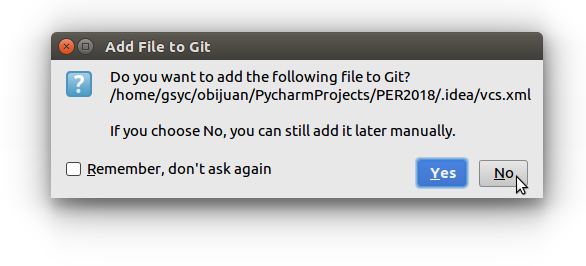 Add File to Git
Do you want to add the following file to Git?
/home/gsyc/obijuan/PycharmProjects/PER2018/.idea/vcs.xml
If you choose No, you can still add it later manually.
Remember, don't ask again
Yes
No